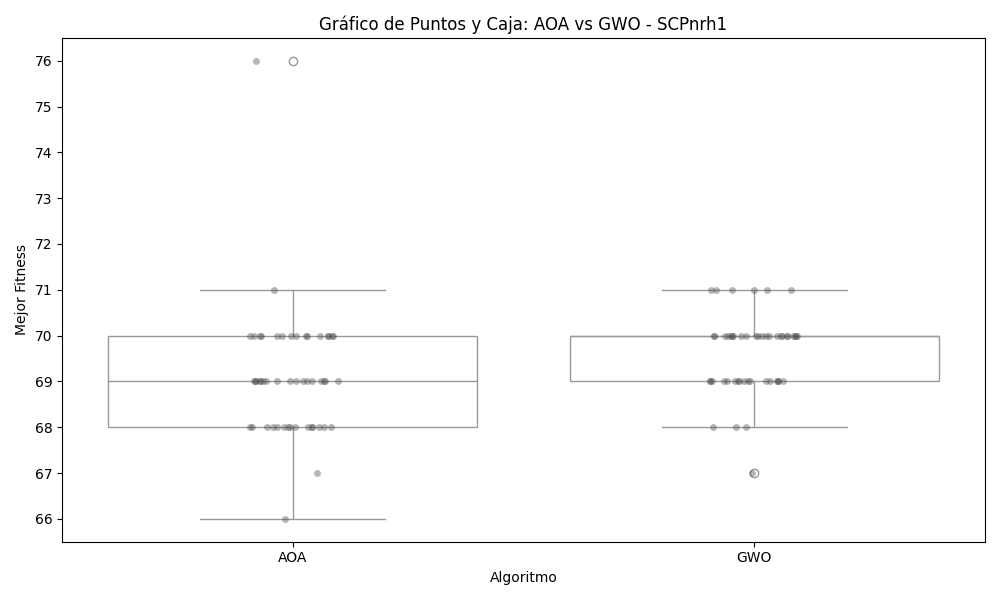 Gráfico de Puntos y Caja: AOA vs GWO - SCPnrh1
Mejor Fitness
76
75
74
73
72
71
70
69
68
67
66
AOA
GWO
Algoritmo